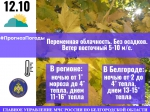 12.10
#ПрогнозПогоды
Переменная облачность. Без осадков.
Ветер восточный 5-10 м/с.
В регионе:
ночью от 1°
мороза до 4°
тепла, днем
11-16° тепла
В Белгороде:
ночью от 2 до
4° тепла,
днем 13-15°
тепла
ГЛАВНОЕ УПРАВЛЕНИЕ МЧС РОССИИ ПО БЕЛГОРОДСКОЙ ОБЛАСТИ